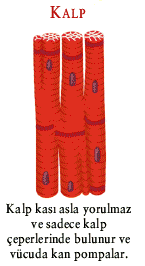 KALP
Kalp kası asla yorulmaz
ve sadece kalp
çeperlerinde bulunur ve
vücuda kan pompalar.